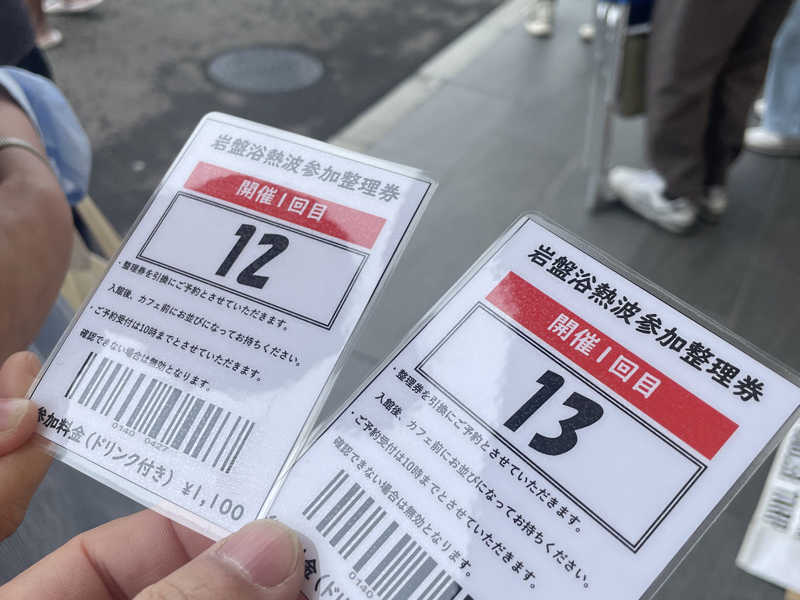 岩盤浴熱波参加整理券
開催1回目
12
・整理券を引換にご予約とさせていただきます。
入館後、カフェ前にお並びになってお待ちください。
・ご予約受付は10時までとさせていただきます。
確認できない場合は無効となります。
0140 0427
参加料金(ドリンク付き) ¥1,100
岩盤浴熱波参加整理券
開催1回目
13
・整理券を引換にご予約とさせていただきます。
入館後、カフェ前にお並びになってお待ちください。
・ご予約受付は10時までとさせていただきます。
確認できない場合は無効となります。
0140